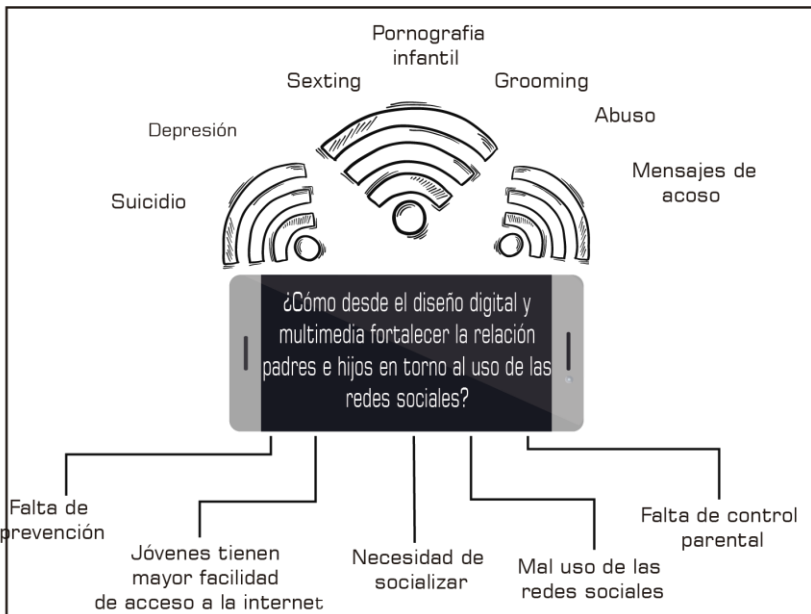 Pornografia
infantil
Sexting
Grooming
Depresión
Abuso
Suicidio
Mensajes de
acoso
¿Cómo desde el diseño digital y
multimedia fortalecer la relación
padres e hijos en torno al uso de las
redes sociales?
Falta de
prevención
Jóvenes tienen
mayor facilidad
de acceso a la internet
Necesidad de
socializar
Mal uso de las
redes sociales
Falta de control
parental